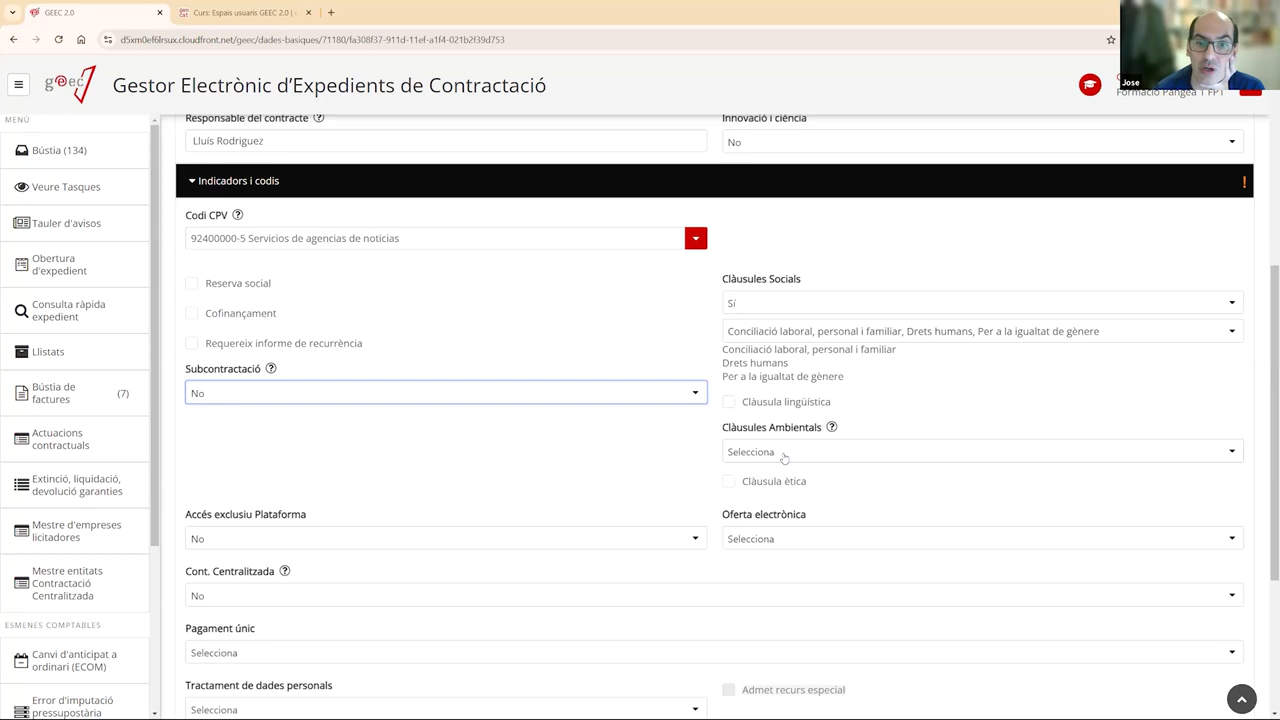 GEEC 2.0
Curs: Espais usuaris GEEC 2.0 | e
d5xm0ef6lrsux.cloudfront.net/geec/dades-basiques/71180/fa308f37-911d-11ef-a1f4-021b2f39d753
Jose
geec
Gestor Electrònic d'Expedients de Contractació
Formació Pangea 1 FP1
MENÚ
Bústia (134)
Veure Tasques
Tauler d'avisos
Obertura
d'expedient
Consulta ràpida
expedient
Llistats
Bústia de
factures
(7)
Actuacions
contractuals
Extinció, liquidació,
devolució garanties
Mestre d'empreses
licitadores
Mestre entitats
Contractació
Centralitzada
ESMENES COMPTABLES
Canvi d'anticipat a
ordinari (ECOM)
Error d'imputació
pressupostària
Responsable del contracte
Lluís Rodriguez
Innovació i ciència
No
Indicadors i codis
!
Codi CPV
92400000-5 Servicios de agencias de noticias
Reserva social
Cofinançament
Requereix informe de recurrència
Subcontractació
No
Clàusules Socials
Sí
Conciliació laboral, personal i familiar, Drets humans, Per a la igualtat de gènere
Conciliació laboral, personal i familiar
Drets humans
Per a la igualtat de gènere
Clàusula lingüística
Clàusules Ambientals
Selecciona
Clàusula ètica
Accés exclusiu Plataforma
No
Oferta electrònica
Selecciona
Cont. Centralitzada
No
Pagament únic
Selecciona
Tractament de dades personals
Selecciona
Admet recurs especial